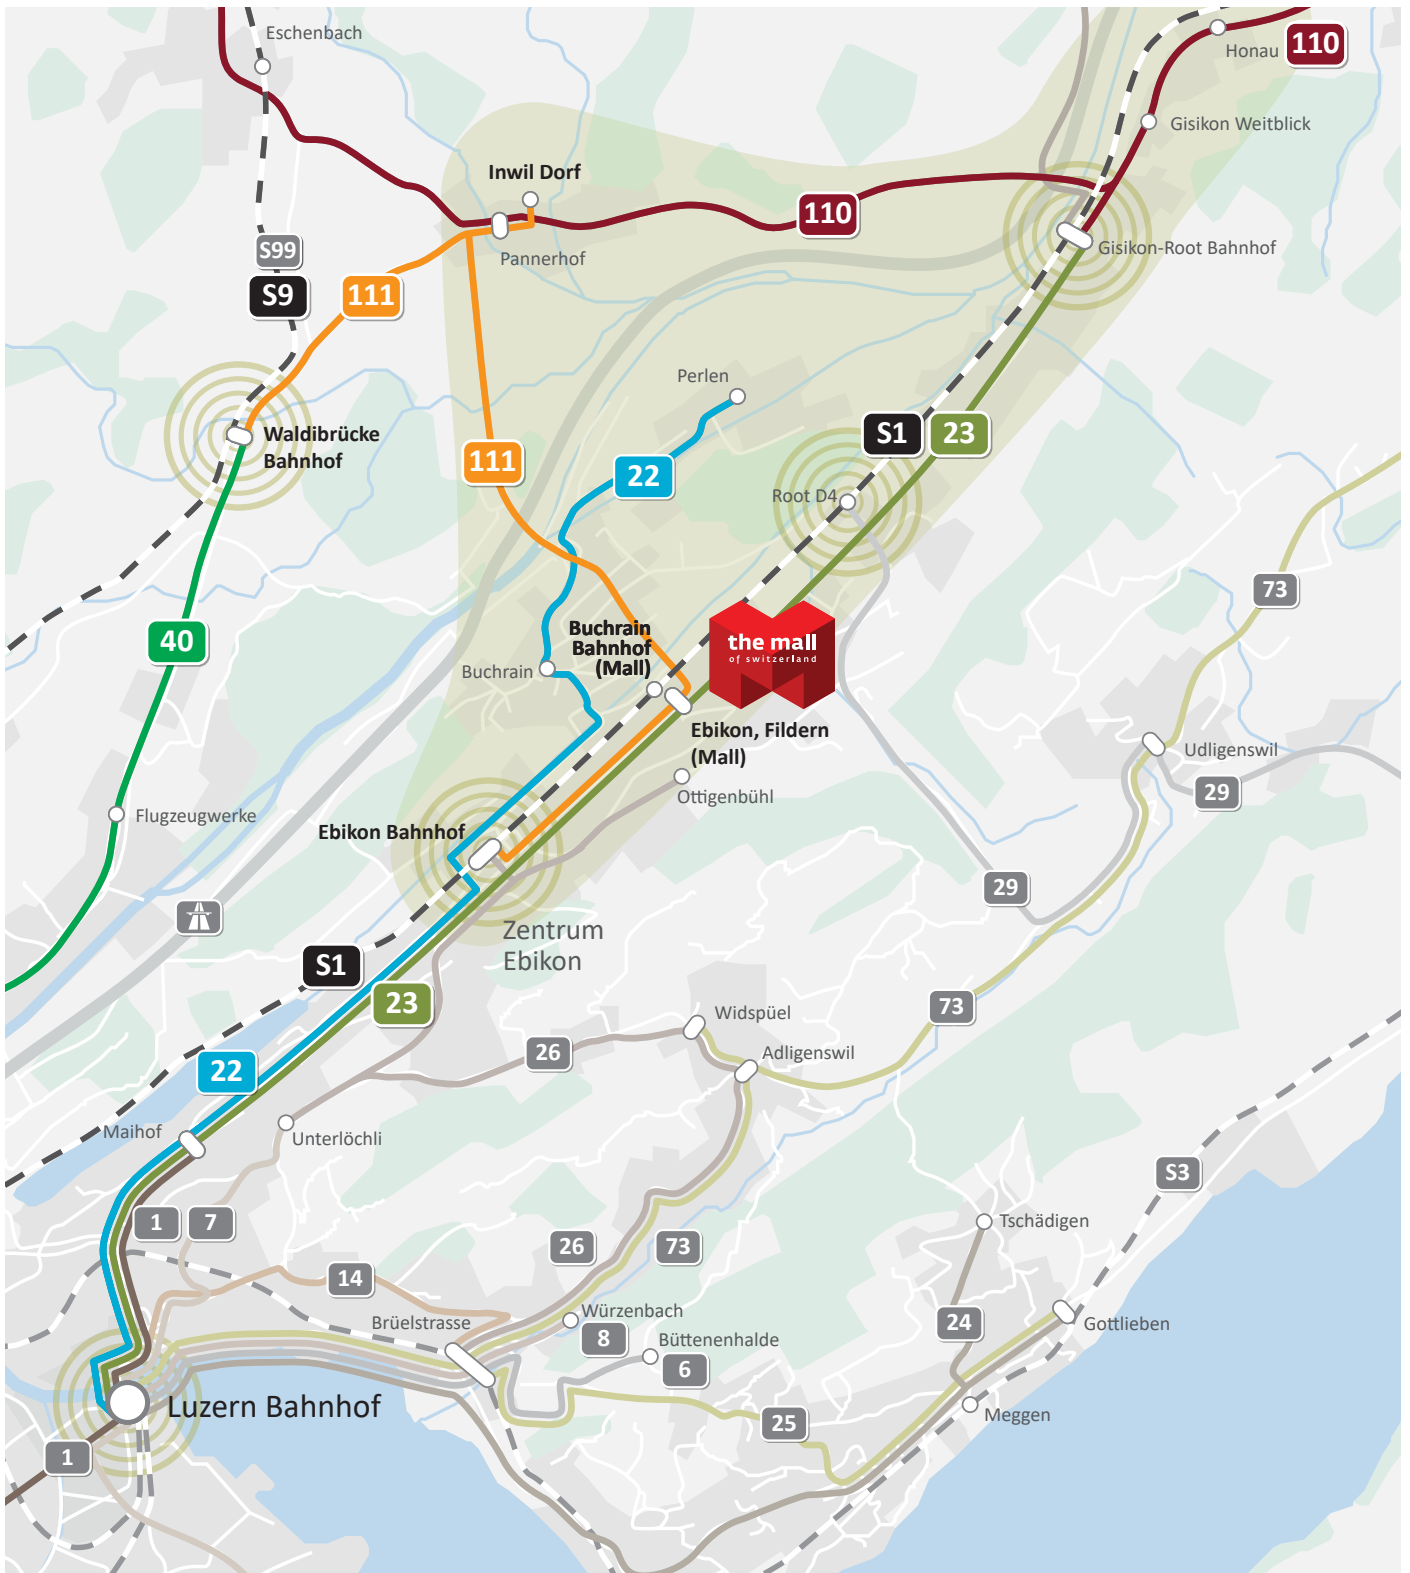 Eschenbach
Honau
110
Gisikon Weitblick
Inwil Dorf
110
S99
Pannerhof
Gisikon-Root Bahnhof
S9
111
Perlen
Waldibrücke
Bahnhof
S1
23
111
22
Root D4
73
40
Buchrain
Bahnhof
(Mall)
the mall
of switzerland
Buchrain
Ebikon, Fildern
(Mall)
Udligenswil
Ottigenbühl
29
Flugzeugwerke
Ebikon Bahnhof
29
Zentrum
Ebikon
S1
23
73
Widspüel
26
Adligenswil
22
Maihof
Unterlöchli
S3
1
7
Tschädigen
26
73
14
Würzenbach
Brüelstrasse
8
Büttenenhalde
6
24
Gottlieben
Luzern Bahnhof
25
Meggen
1